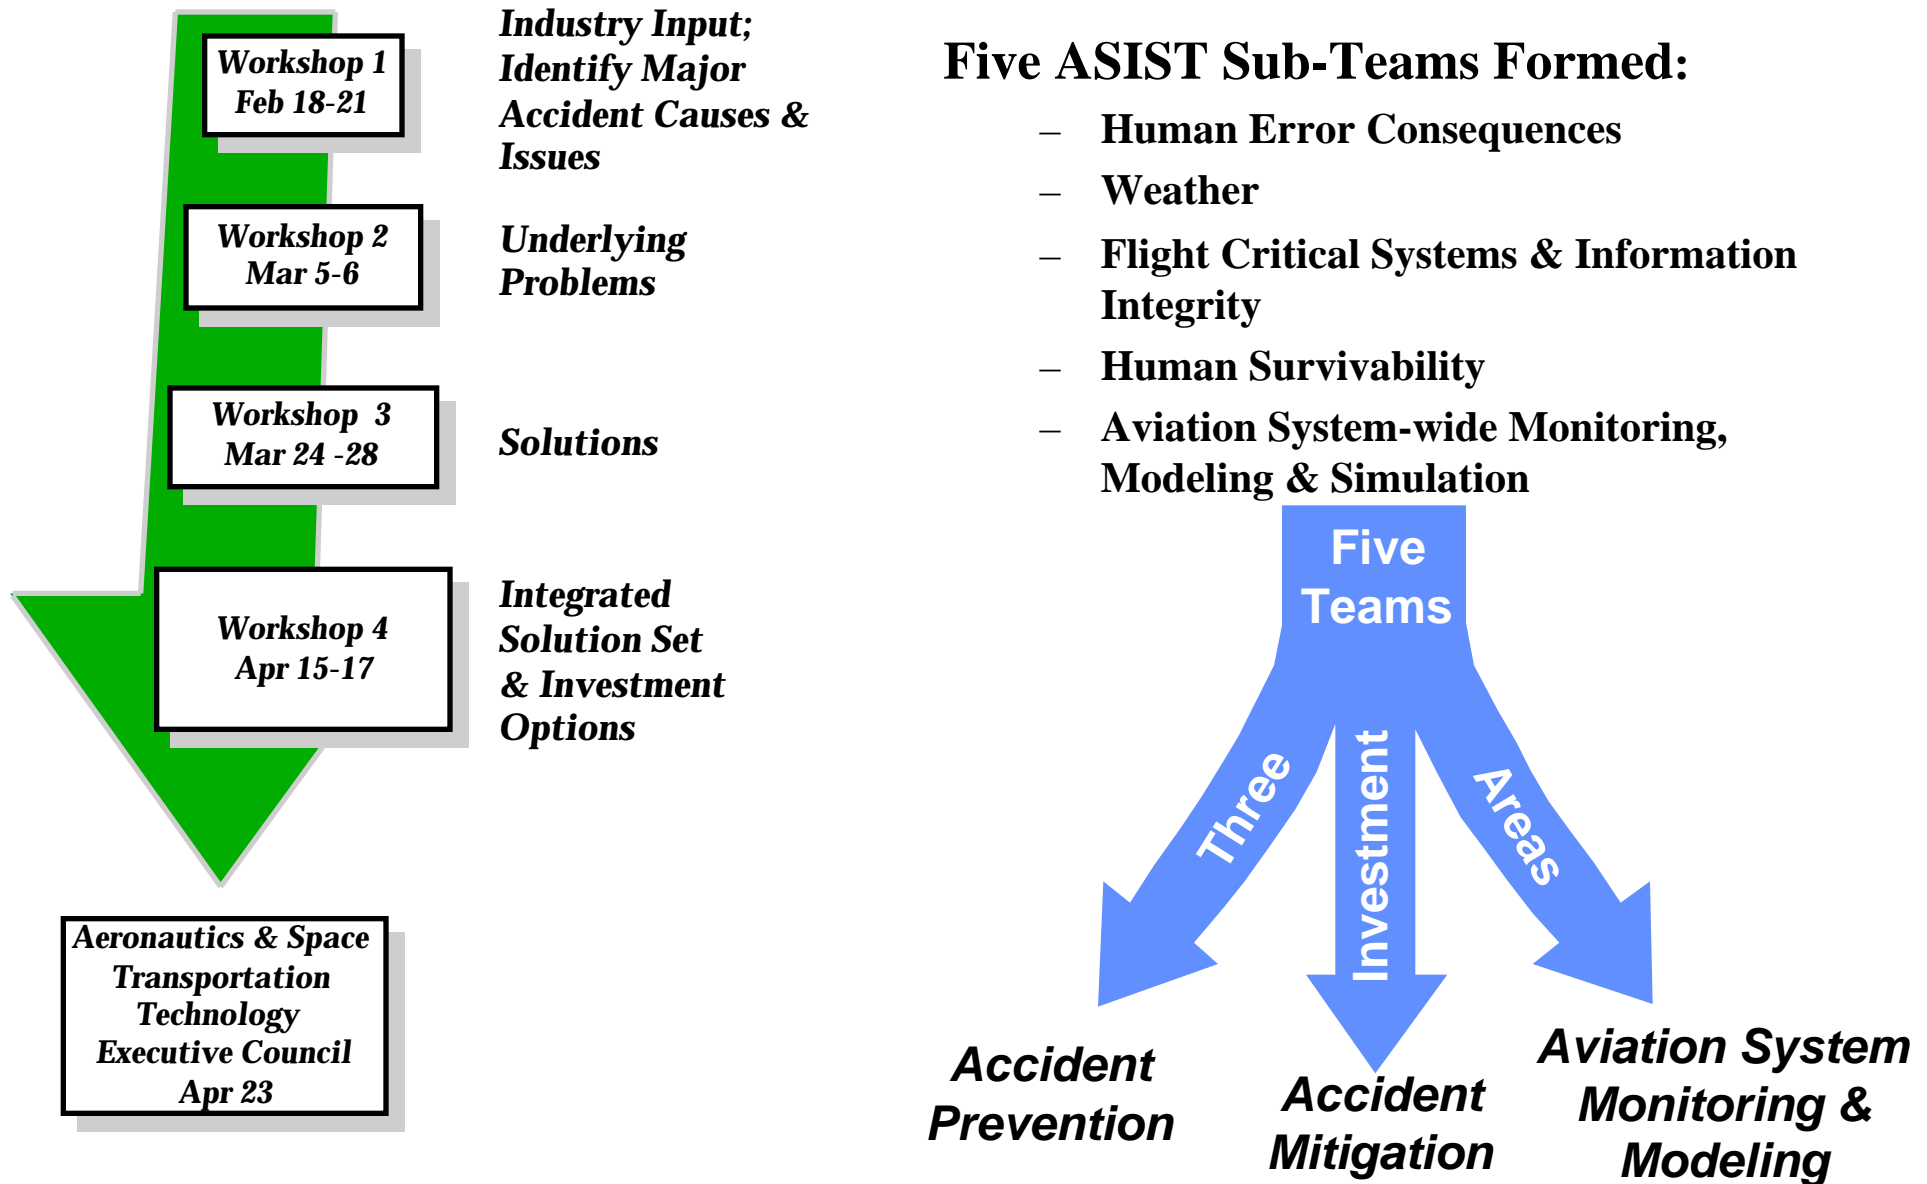 Workshop 1
Feb 18-21
Industry Input;
Identify Major
Accident Causes &
Issues
Workshop 2
Mar 5-6
Underlying
Problems
Workshop  3
Mar 24 -28
Solutions
Workshop 4
Apr 15-17
Integrated
Solution Set
& Investment
Options
Aeronautics & Space
Transportation
Technology
Executive Council
Apr 23
Five ASIST Sub-Teams Formed:
– Human Error Consequences
– Weather
– Flight Critical Systems & Information
Integrity
– Human Survivability
– Aviation System-wide Monitoring,
Modeling & Simulation
Five
Teams
Three
Investment
Areas
Accident
Prevention
Accident
Mitigation
Aviation System
Monitoring &
Modeling